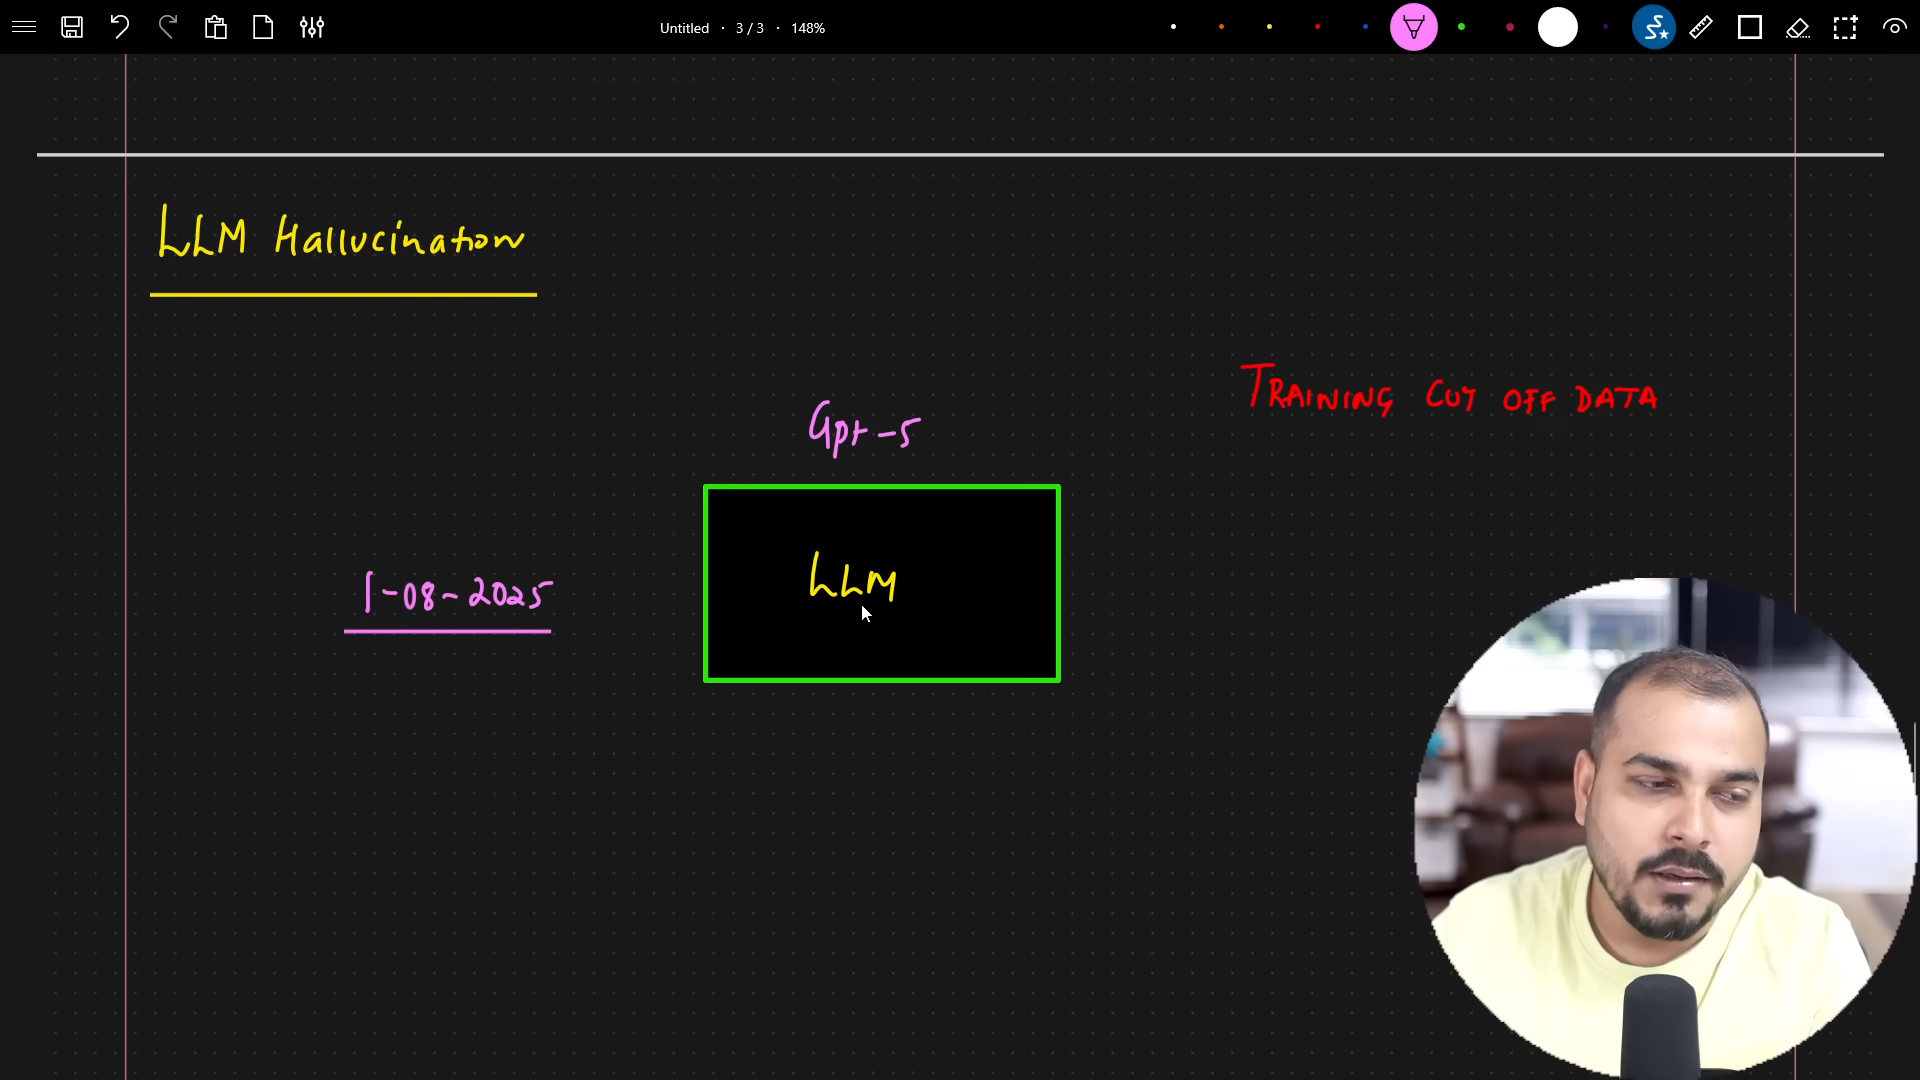 Untitled · 3 / 3 · 148%
LLM Hallucination
TRAINING CUT OFF DATA
Gpt-5
LLM
1-08-2025